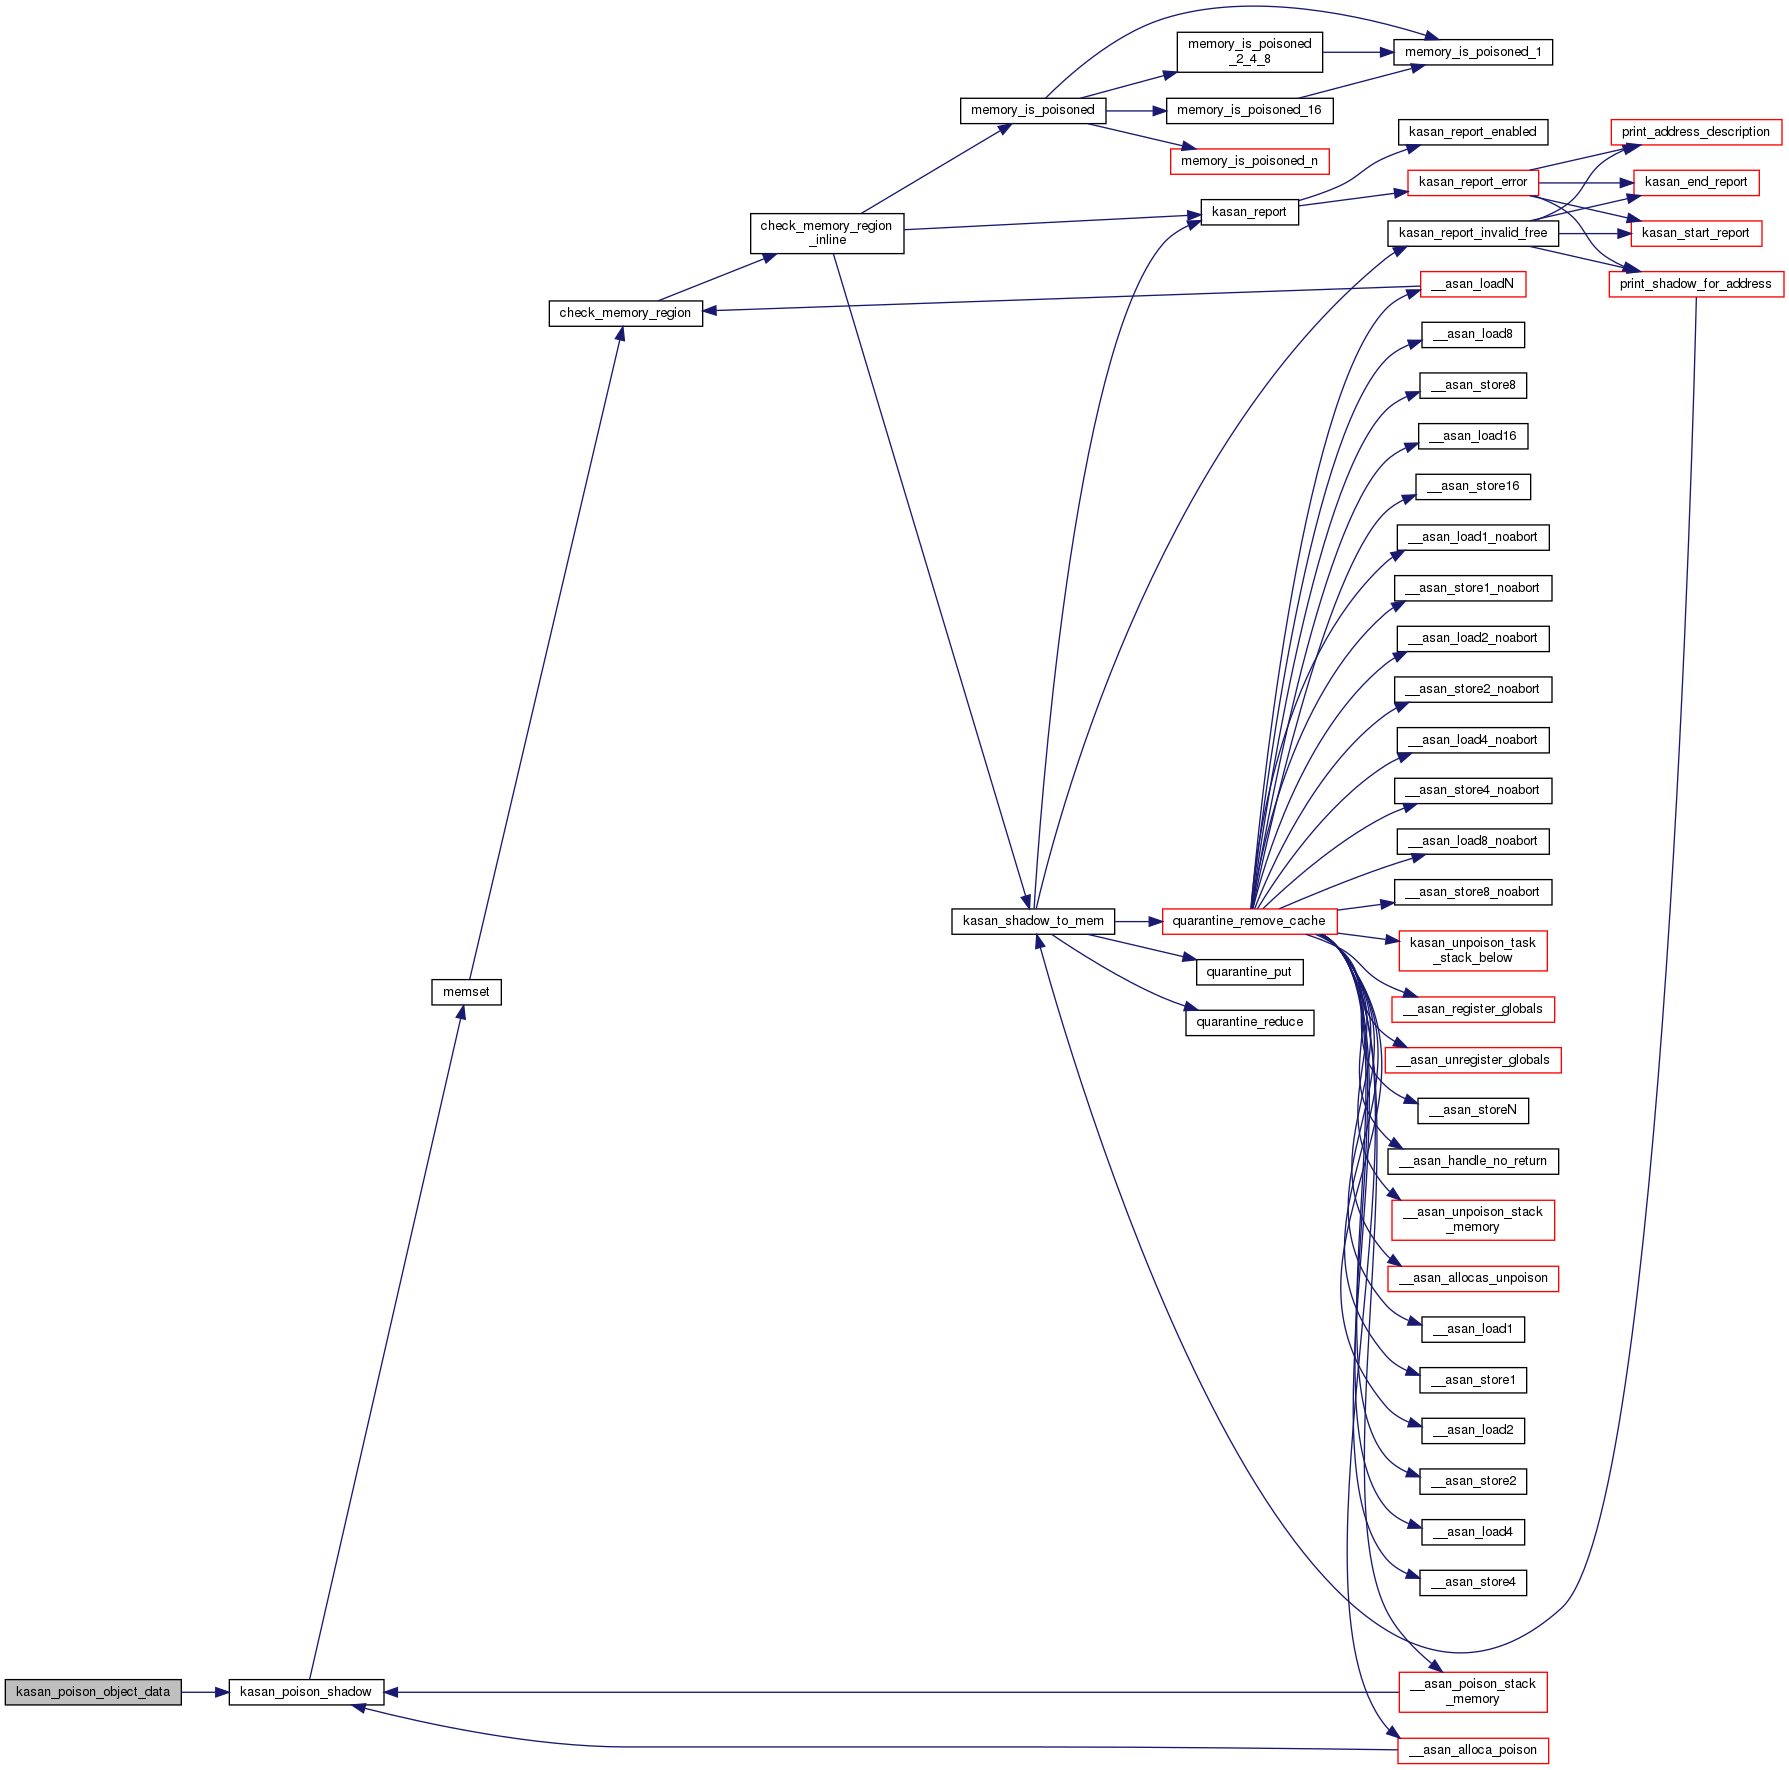 memory_is_poisoned
_2_4_8
memory_is_poisoned_1
memory_is_poisoned
memory_is_poisoned_16
memory_is_poisoned_n
kasan_report_enabled
print_address_description
kasan_report_error
kasan_end_report
kasan_report
check_memory_region
_inline
kasan_report_invalid_free
kasan_start_report
check_memory_region
__asan_loadN
print_shadow_for_address
__asan_load8
__asan_store8
__asan_load16
__asan_store16
__asan_load1_noabort
__asan_store1_noabort
__asan_load2_noabort
__asan_store2_noabort
__asan_load4_noabort
__asan_store4_noabort
__asan_load8_noabort
__asan_store8_noabort
kasan_shadow_to_mem
quarantine_remove_cache
kasan_unpoison_task
_stack_below
quarantine_put
memset
quarantine_reduce
__asan_register_globals
__asan_unregister_globals
__asan_storeN
__asan_handle_no_return
__asan_unpoison_stack
_memory
__asan_allocas_unpoison
__asan_load1
__asan_store1
__asan_load2
__asan_store2
__asan_load4
__asan_store4
kasan_poison_object_data
kasan_poison_shadow
__asan_poison_stack
_memory
__asan_alloca_poison